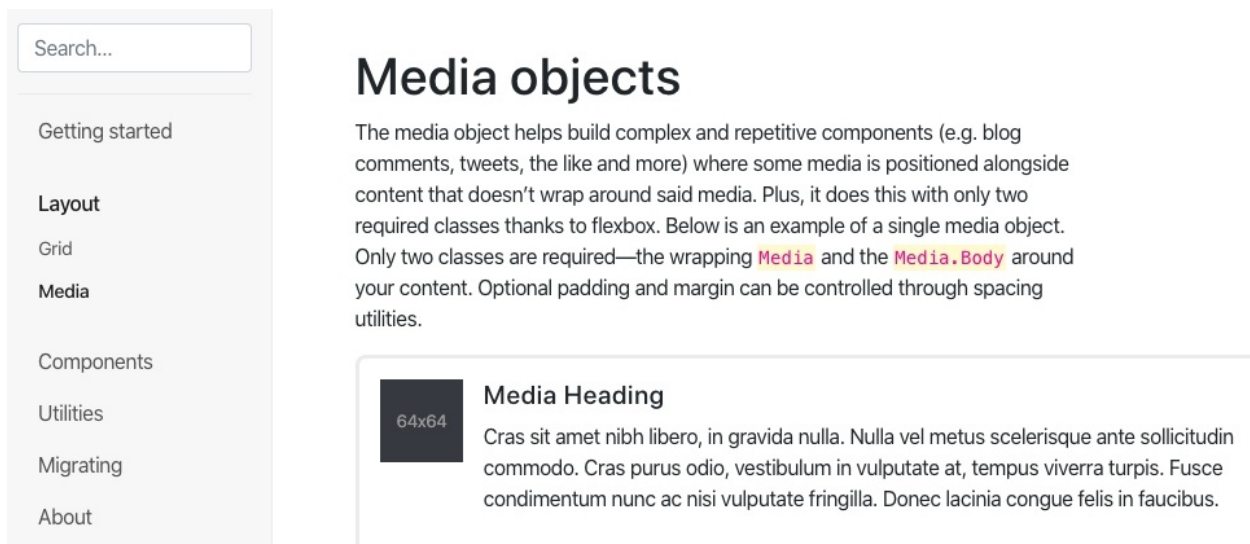 Search...
Getting started
Layout
Grid
Media
Components
Utilities
Migrating
About
Media objects
The media object helps build complex and repetitive components (e.g. blog
comments, tweets, the like and more) where some media is positioned alongside
content that doesn’t wrap around said media. Plus, it does this with only two
required classes thanks to flexbox. Below is an example of a single media object.
Only two classes are required—the wrapping Media and the Media.Body around
your content. Optional padding and margin can be controlled through spacing
utilities.
64x64
Media Heading
Cras sit amet nibh libero, in gravida nulla. Nulla vel metus scelerisque ante sollicitudin
commodo. Cras purus odio, vestibulum in vulputate at, tempus viverra turpis. Fusce
condimentum nunc ac nisi vulputate fringilla. Donec lacinia congue felis in faucibus.